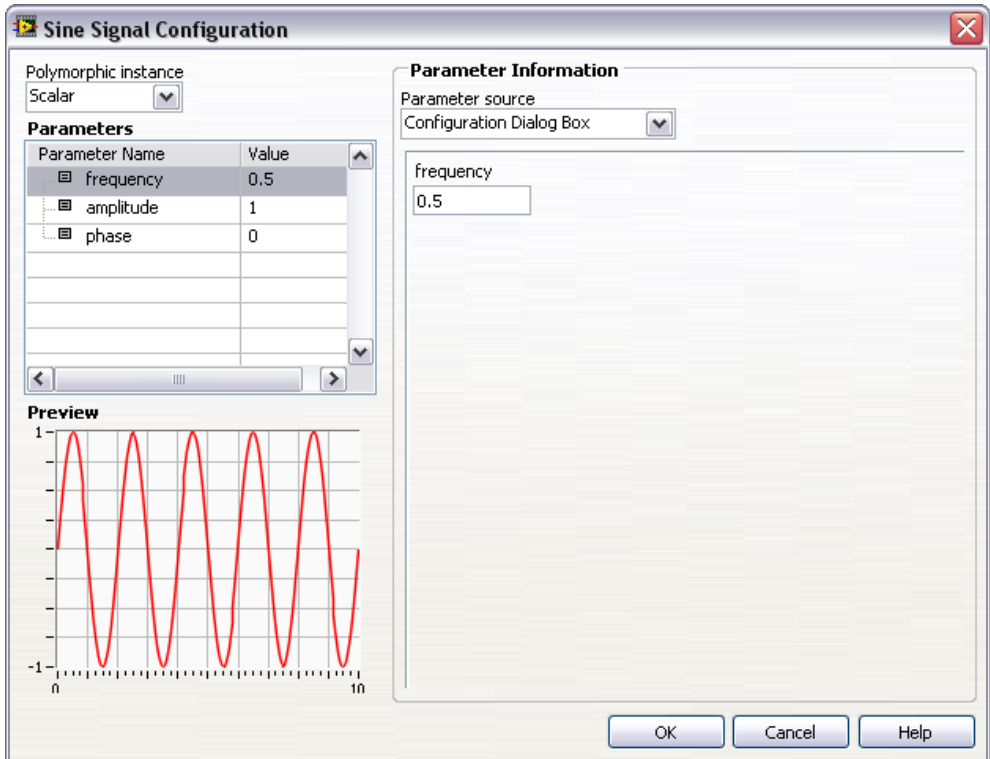 Sine Signal Configuration
Polymorphic instance
Scalar
Parameters
Parameter Name Value
frequency 0.5
amplitude 1
phase 0
Preview
1
-1
0 10
Parameter Information
Parameter source
Configuration Dialog Box
frequency
0.5
OK Cancel Help